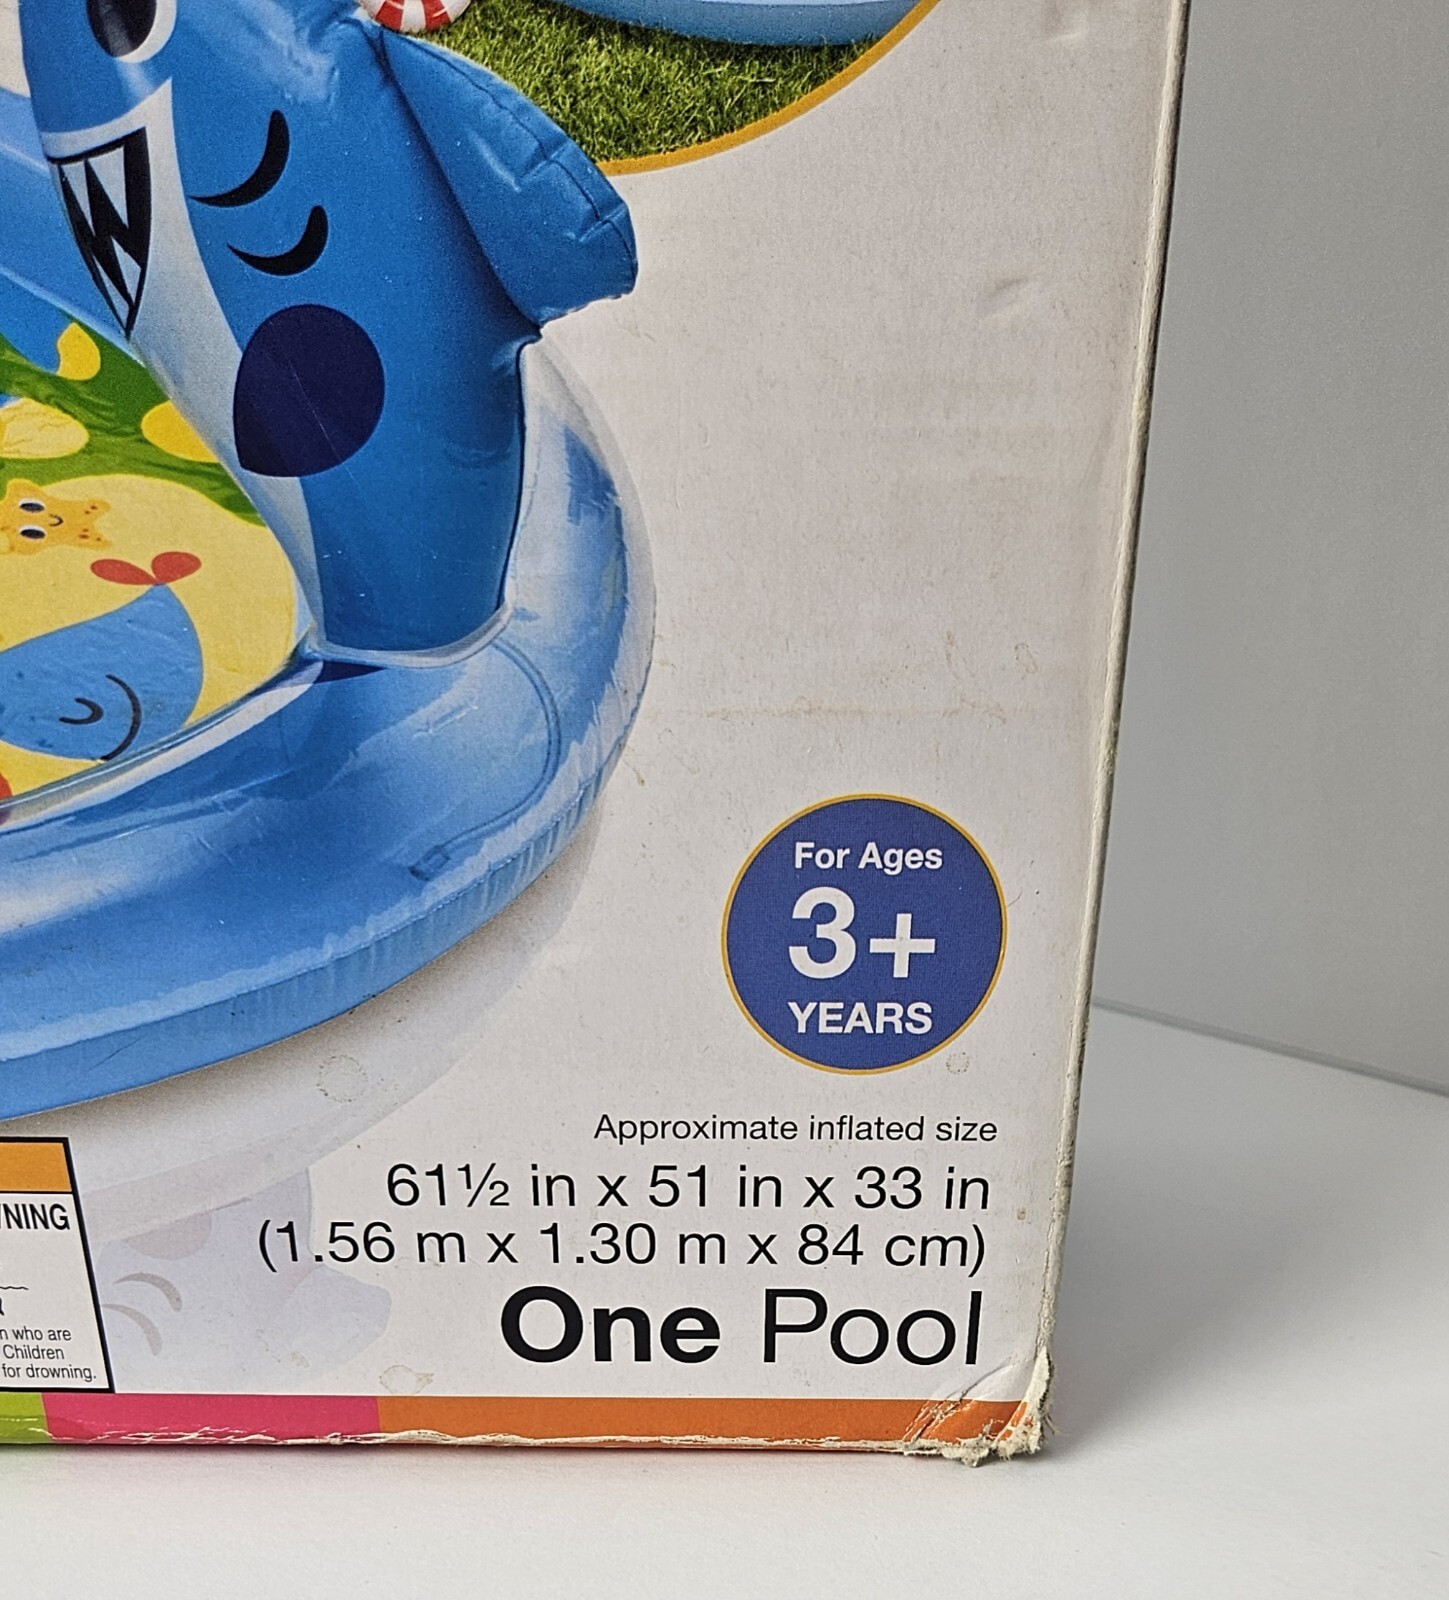 For Ages
3+
YEARS
Approximate inflated size
61½ in x 51 in x 33 in
(1.56 m x 1.30 m x 84 cm)
One Pool
who are
Children
for drowning.